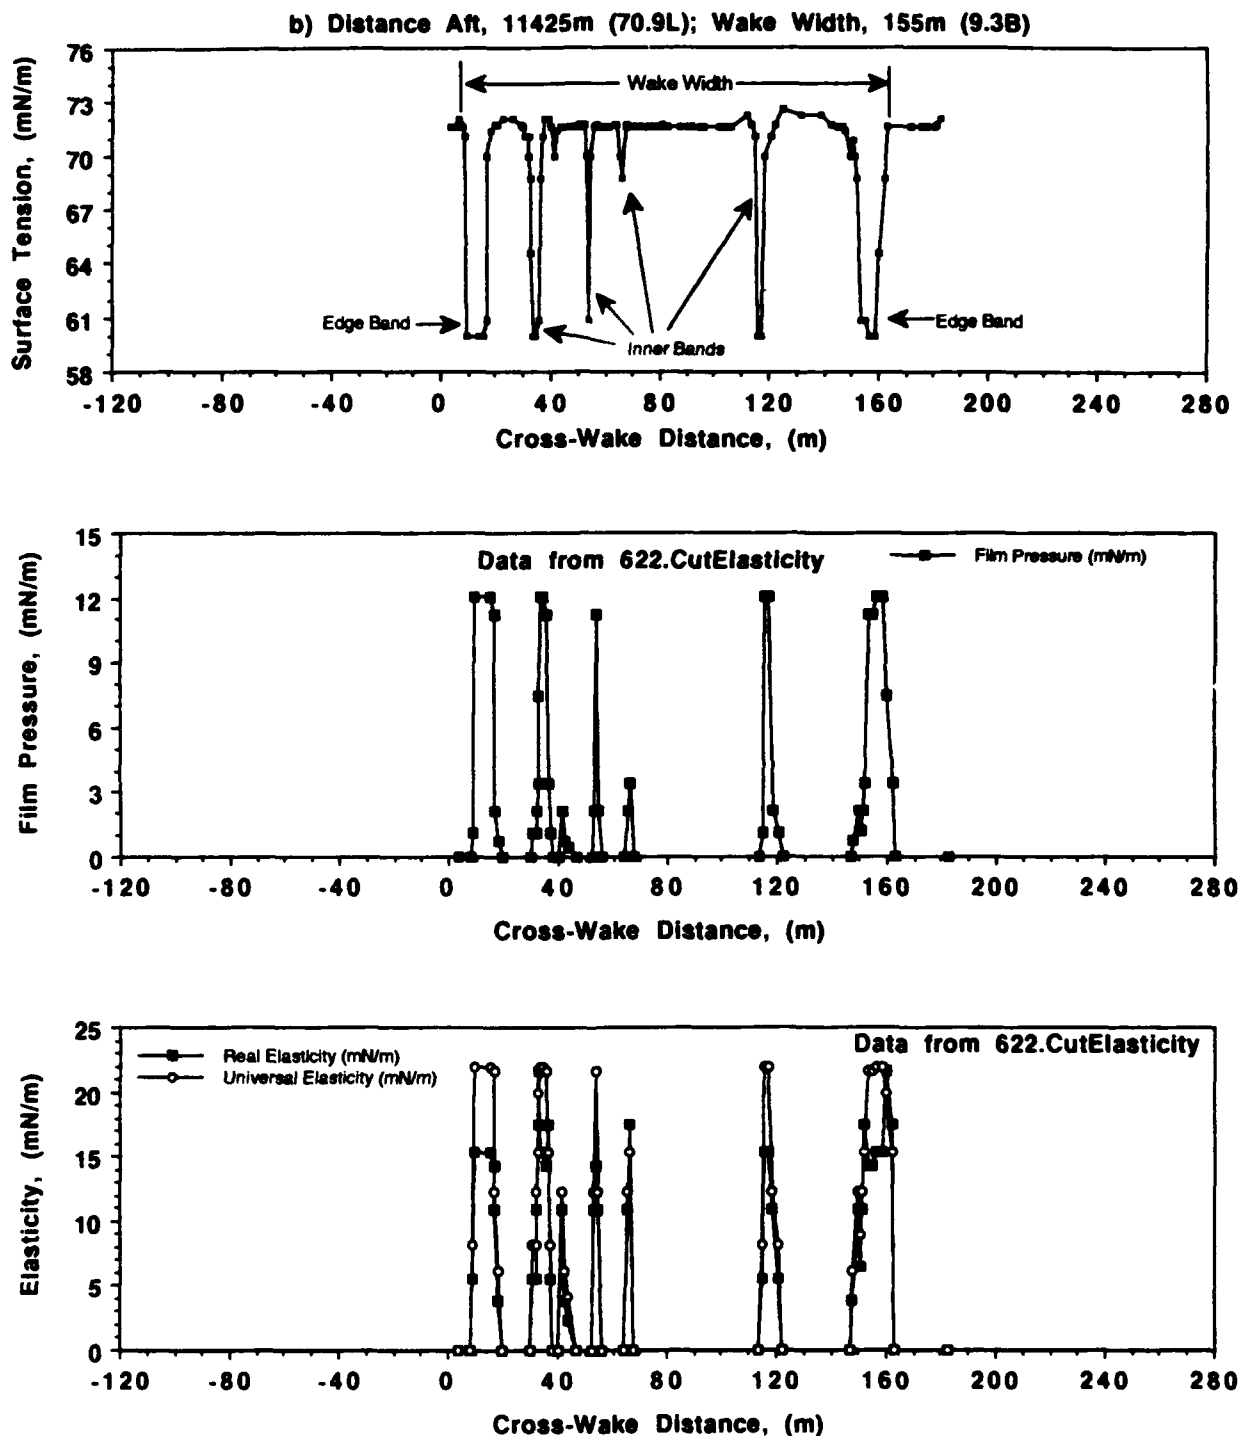 b) Distance Aft, 11425m (70.9L); Wake Width, 155m (9.3B)
76
73
70
67
64
61
58
Surface Tension, (mN/m)
Wake Width
Edge Band
Inner Bands
Edge Band
-120 -80 -40 0 40 80 120 160 200 240 280
Cross-Wake Distance, (m)
15
12
9
6
3
0
Film Pressure, (mN/m)
Data from 622.CutElasticity
Film Pressure (mN/m)
-120 -80 -40 0 40 80 120 160 200 240 280
Cross-Wake Distance, (m)
25
20
15
10
5
0
Elasticity, (mN/m)
Real Elasticity (mN/m)
Universal Elasticity (mN/m)
Data from 622.CutElasticity
-120 -80 -40 0 40 80 120 160 200 240 280
Cross-Wake Distance, (m)